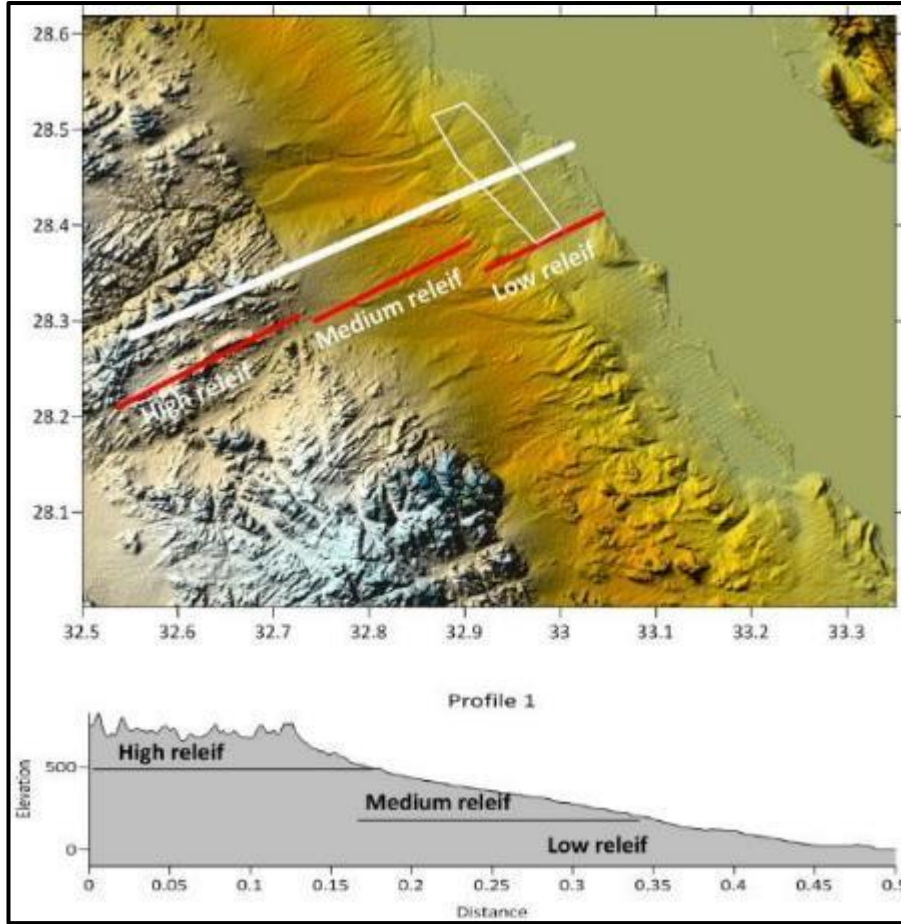 28.6
28.5
28.4
28.3
28.2
28.1
High releif
Medium releif
Low releif
32.5 32.6 32.7 32.8 32.9 33 33.1 33.2 33.3
Profile 1
Elevation
500
0
High releif
Medium releif
Low releif
0 0.05 0.1 0.15 0.2 0.25 0.3 0.35 0.4 0.45 0.5
Distance